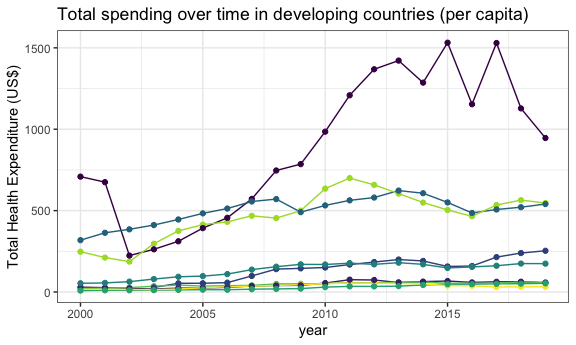 Total spending over time in developing countries (per capita)
Total Health Expenditure (US$)
1500
1000
500
0
2000
2005
2010
2015
year